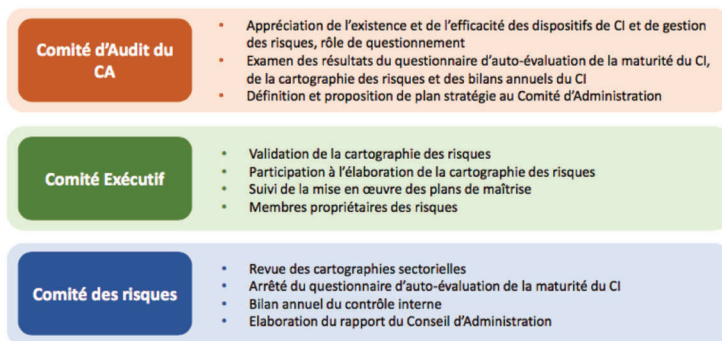 Comité d’Audit du
CA
• Appréciation de l’existence et de l’efficacité des dispositifs de CI et de gestion
des risques, rôle de questionnement
• Examen des résultats du questionnaire d’auto-évaluation de la maturité du CI,
de la cartographie des risques et des bilans annuels du CI
• Définition et proposition de plan stratégie au Comité d’Administration
Comité Exécutif
• Validation de la cartographie des risques
• Participation à l’élaboration de la cartographie des risques
• Suivi de la mise en œuvre des plans de maîtrise
• Membres propriétaires des risques
Comité des risques
• Revue des cartographies sectorielles
• Arrêté du questionnaire d’auto-évaluation de la maturité du CI
• Bilan annuel du contrôle interne
• Elaboration du rapport du Conseil d’Administration